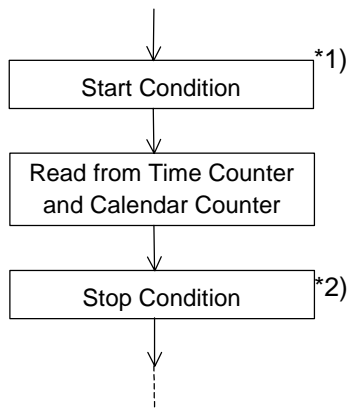 *1)
Start Condition
Read from Time Counter
and Calendar Counter
*2)
Stop Condition